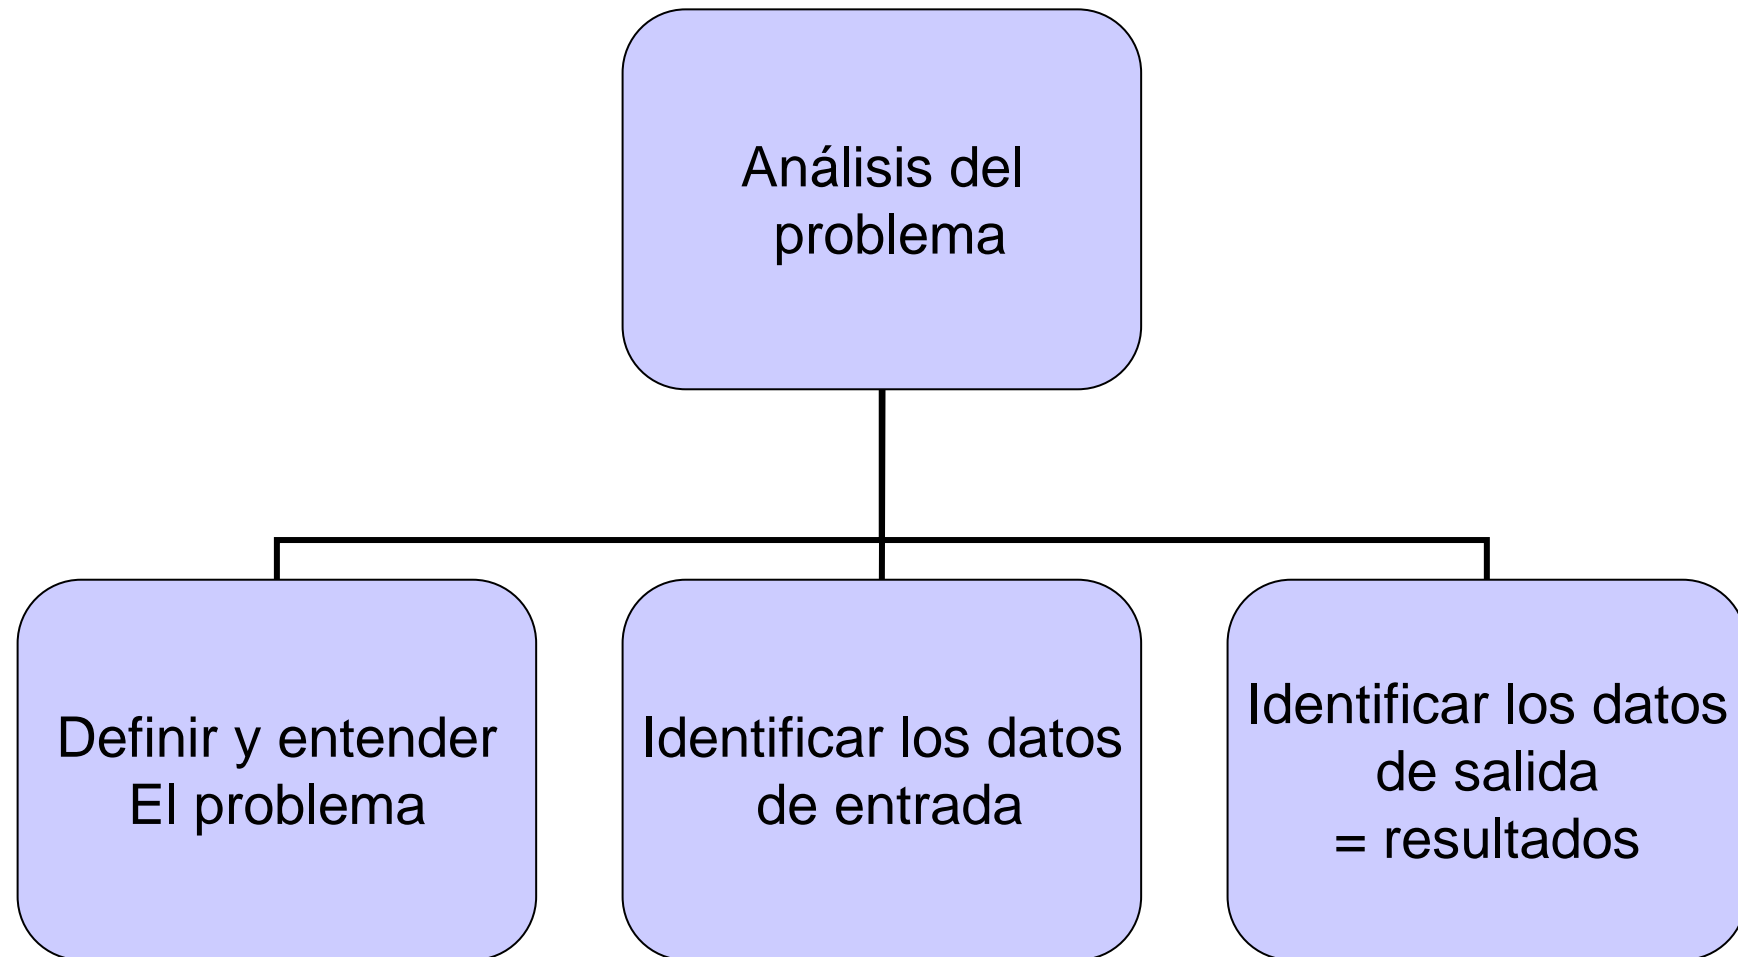 Análisis del
problema
Definir y entender
El problema
Identificar los datos
de entrada
Identificar los datos
de salida
= resultados